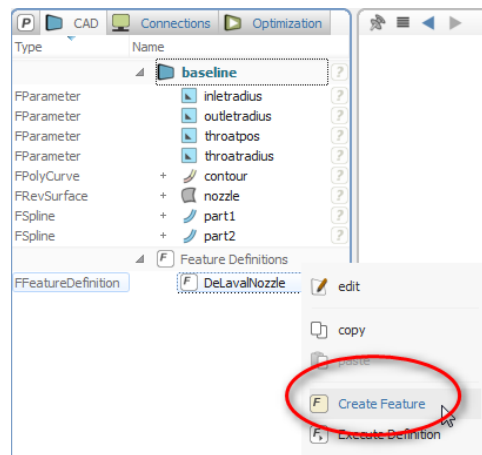 P CAD Connections Optimization
Type Name
baseline ?
FParameter inletradius ?
FParameter outletradius ?
FParameter throatpos ?
FParameter throatradius ?
FPolyCurve + contour ?
FRevSurface + nozzle ?
FSpline + part1 ?
FSpline + part2 ?
F Feature Definitions
FFeatureDefinition F DeLavalNozzle
edit
copy
paste
F Create Feature
F Execute Definition